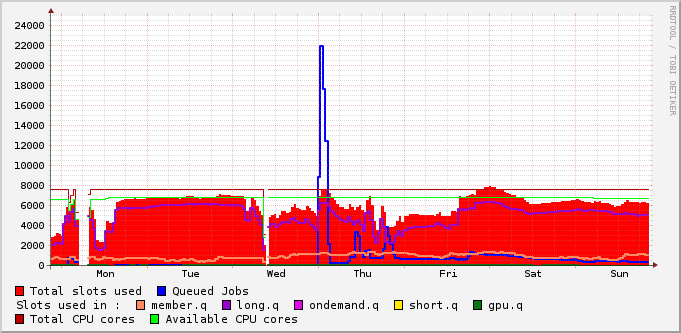 24000
22000
20000
18000
16000
14000
12000
10000
8000
6000
4000
2000
0
Mon Tue Wed Thu Fri Sat Sun
Total slots used Queued Jobs
Slots used in : member.q long.q ondemand.q short.q gpu.q
Total CPU cores Available CPU cores
RRDTOOL / TOBI OETIKER